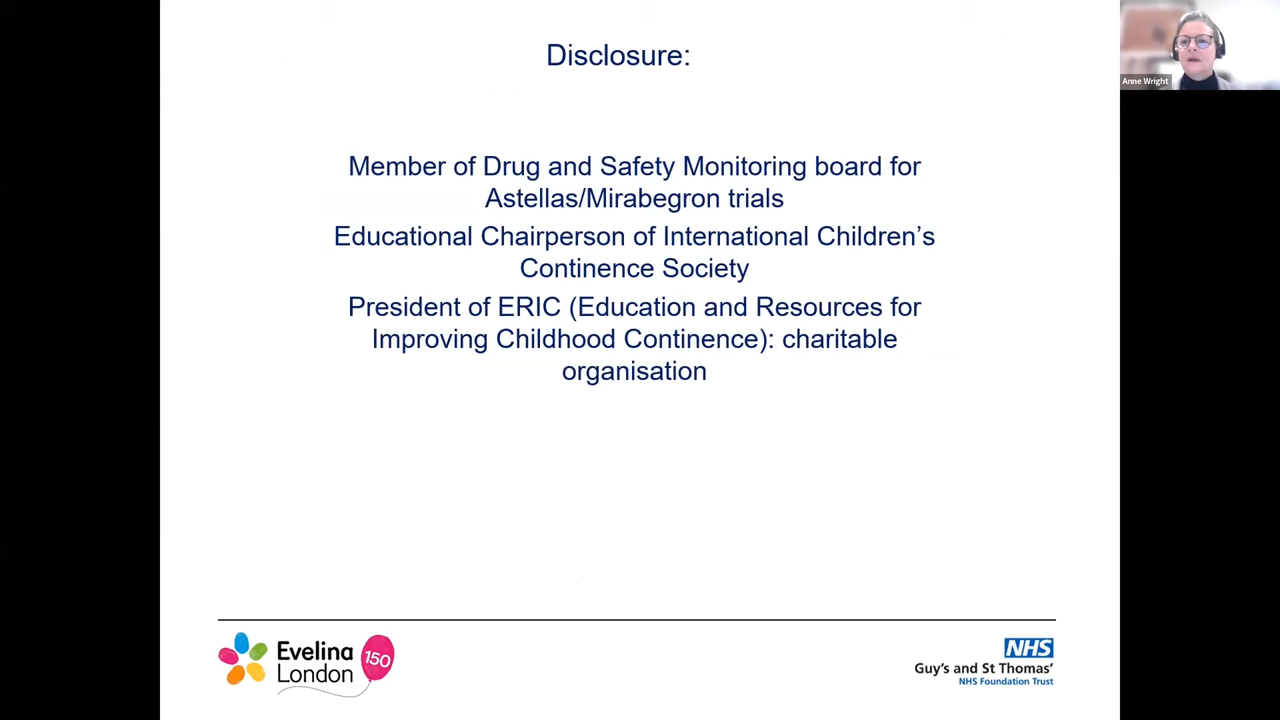 Disclosure:
Anne Wright
Member of Drug and Safety Monitoring board for
Astellas/Mirabegron trials
Educational Chairperson of International Children’s
Continence Society
President of ERIC (Education and Resources for
Improving Childhood Continence): charitable
organisation
Evelina
London
150
NHS
Guy's and St Thomas'
NHS Foundation Trust